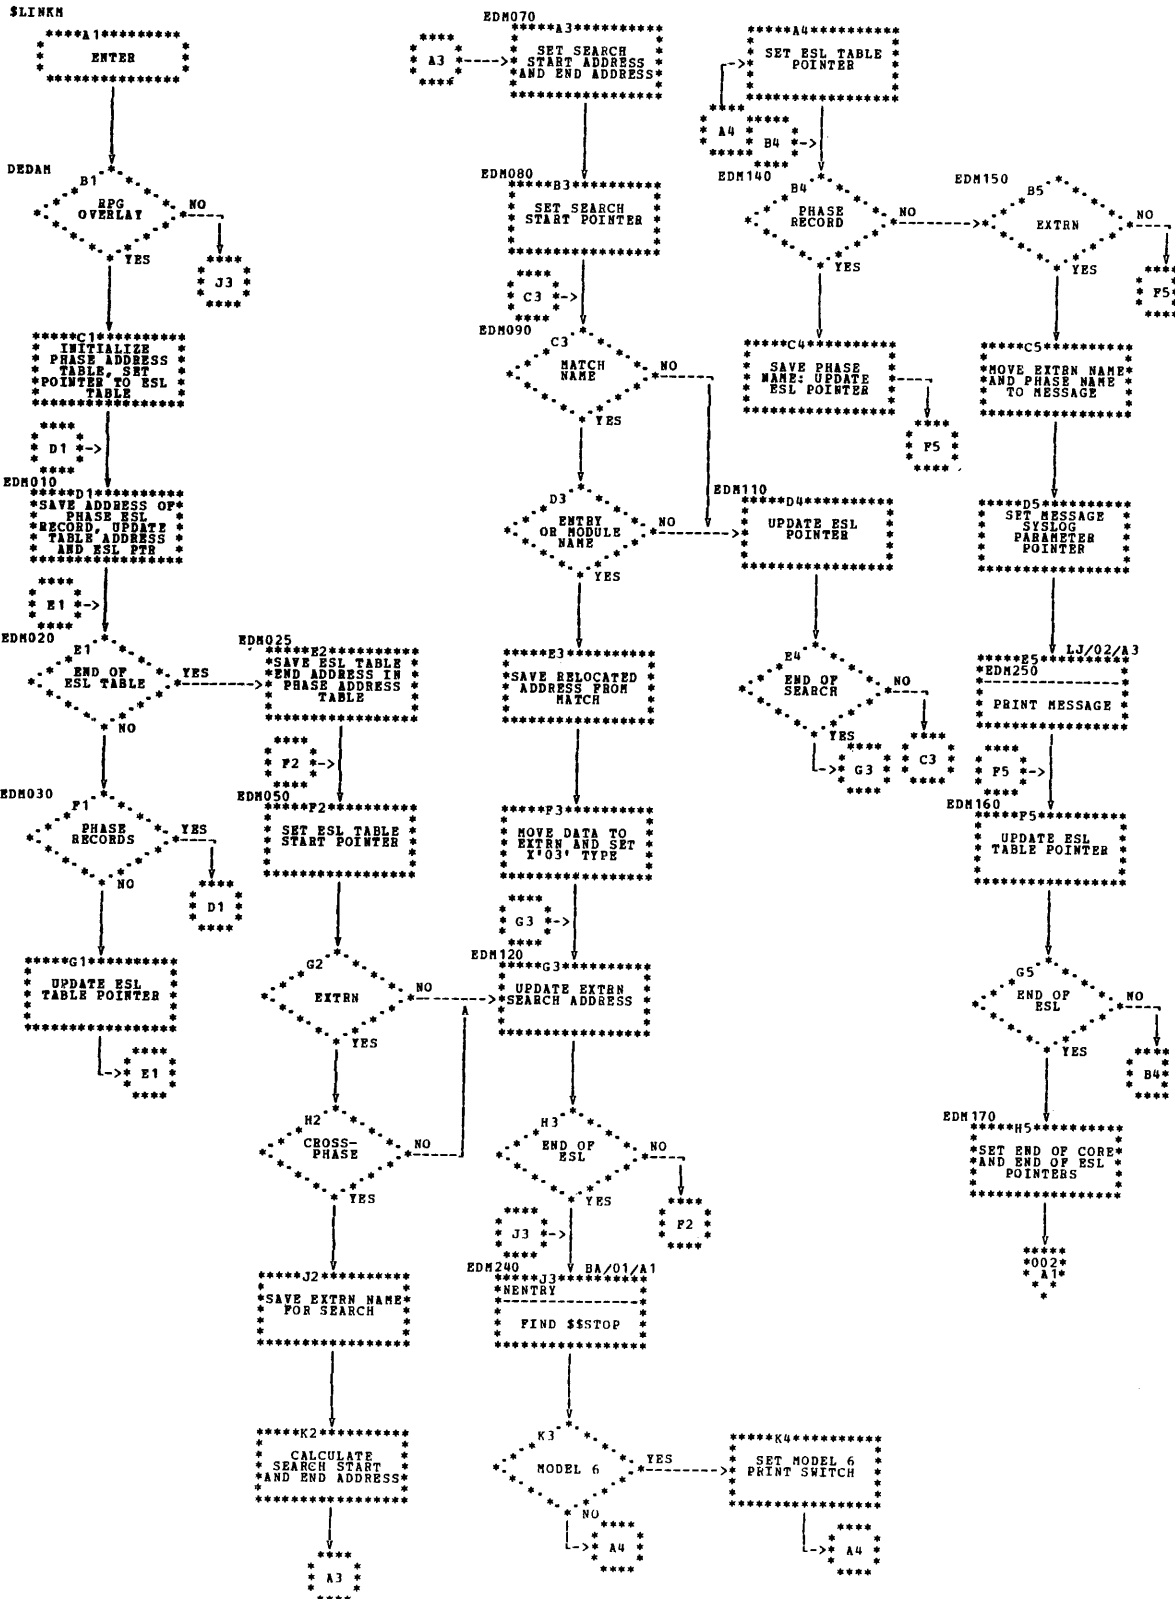 $LINKM
A1
ENTER
DEDAM
B1
RPG
OVERLAY
NO
YES
J3
C1
INITIALIZE
PHASE ADDRESS
TABLE, SET
POINTER TO ESL
TABLE
D1
EDM010
D1
SAVE ADDRESS OF
PHASE ESL
RECORD, UPDATE
TABLE ADDRESS
AND ESL PTR
E1
EDM020
E1
END OF
ESL TABLE
YES
NO
EDM030
F1
PHASE
RECORDS
YES
NO
D1
G1
UPDATE ESL
TABLE POINTER
E1
EDM025
E2
SAVE ESL TABLE
END ADDRESS IN
PHASE ADDRESS
TABLE
F2
EDM050
F2
SET ESL TABLE
START POINTER
G2
EXTRN
NO
A
YES
H2
CROSS-
PHASE
NO
YES
J2
SAVE EXTRN NAME
FOR SEARCH
K2
CALCULATE
SEARCH START
AND END ADDRESS
A3
EDM070
A3
A3
SET SEARCH
START ADDRESS
AND END ADDRESS
EDM080
B3
SET SEARCH
START POINTER
C3
EDM090
C3
MATCH
NAME
NO
YES
D3
ENTRY
OR MODULE
NAME
NO
YES
E3
SAVE RELOCATED
ADDRESS FROM
MATCH
F3
MOVE DATA TO
EXTRN AND SET
X'03' TYPE
G3
EDM120
G3
UPDATE EXTRN
SEARCH ADDRESS
H3
END OF
ESL
NO
YES
F2
J3
EDM240
J3
BA/01/A1
NENTRY
FIND $$STOP
K3
MODEL 6
YES
NO
A4
K4
SET MODEL 6
PRINT SWITCH
A4
A4
SET ESL TABLE
POINTER
A4
B4
EDM140
B4
PHASE
RECORD
NO
YES
C4
SAVE PHASE
NAME: UPDATE
ESL POINTER
F5
EDM110
D4
UPDATE ESL
POINTER
E4
END OF
SEARCH
NO
YES
G3
C3
EDM150
B5
EXTRN
NO
YES
F5
C5
MOVE EXTRN NAME
AND PHASE NAME
TO MESSAGE
D5
SET MESSAGE
SYSLOG
PARAMETER
POINTER
LJ/02/A3
E5
EDM250
PRINT MESSAGE
F5
EDM160
F5
UPDATE ESL
TABLE POINTER
G5
END OF
ESL
NO
YES
B4
EDM170
H5
SET END OF CORE
AND END OF ESL
POINTERS
002
A1